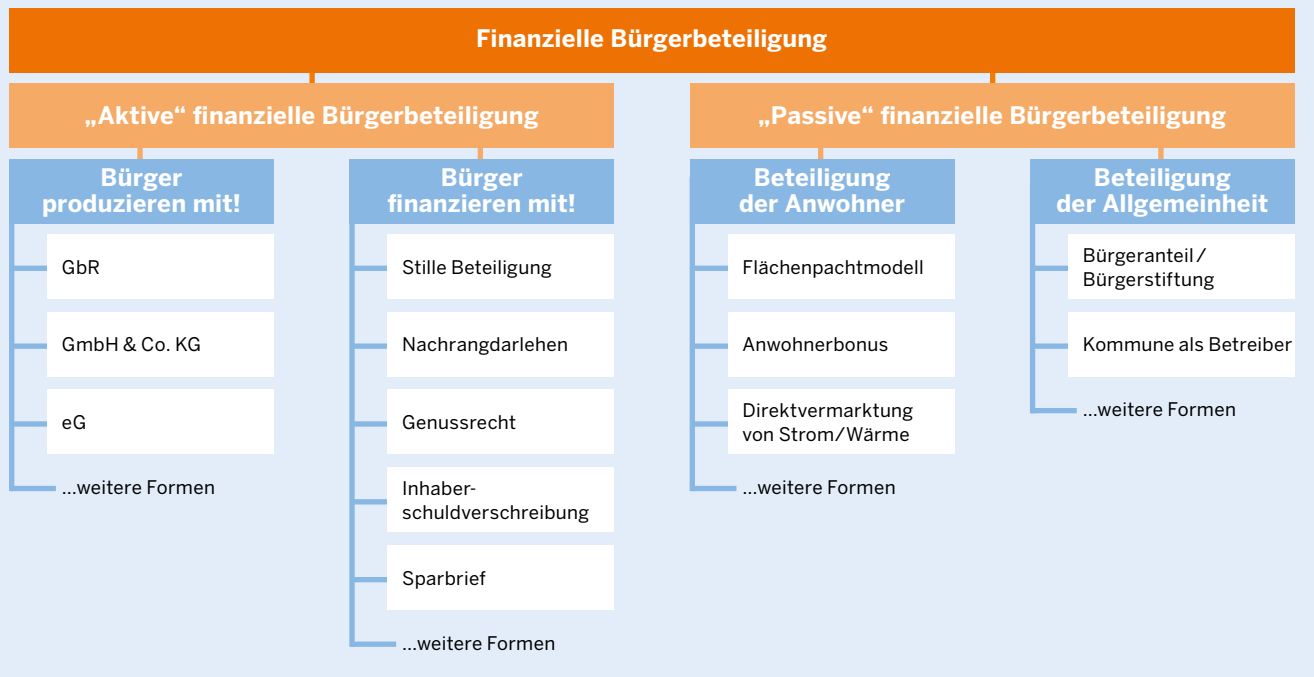 Finanzielle Bürgerbeteiligung
„Aktive“ finanzielle Bürgerbeteiligung
Bürger
produzieren mit!
GbR
GmbH & Co. KG
eG
...weitere Formen
Bürger
finanzieren mit!
Stille Beteiligung
Nachrangdarlehen
Genussrecht
Inhaber-
schuldverschreibung
Sparbrief
...weitere Formen
„Passive“ finanzielle Bürgerbeteiligung
Beteiligung
der Anwohner
Flächenpachtmodell
Anwohnerbonus
Direktvermarktung
von Strom/Wärme
...weitere Formen
Beteiligung
der Allgemeinheit
Bürgeranteil/
Bürgerstiftung
Kommune als Betreiber
...weitere Formen